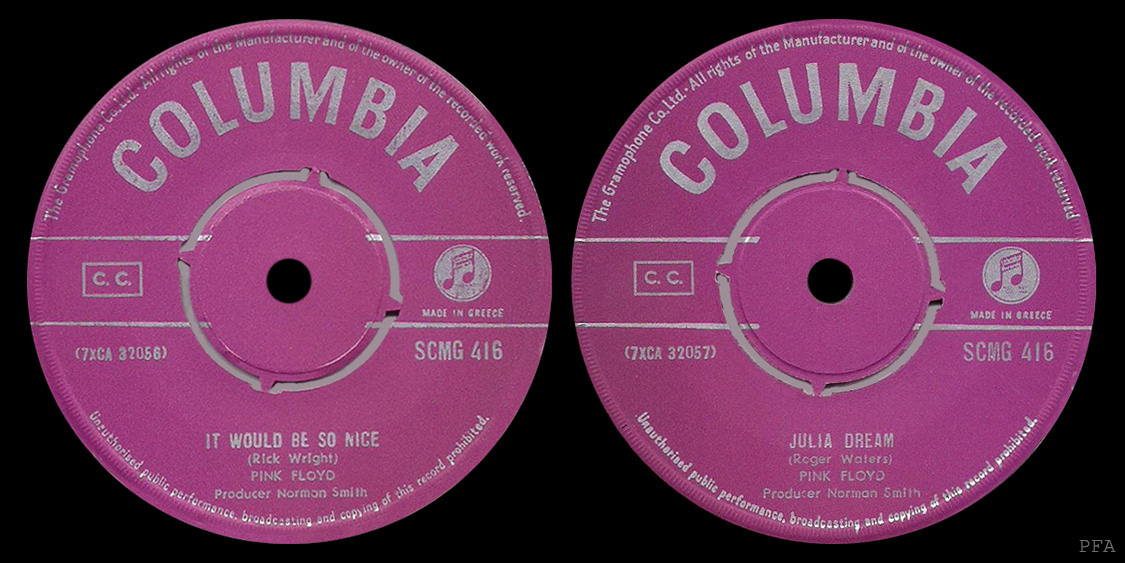 The Gramophone Co. Ltd. · All rights of the Manufacturer and of the owner of the recorded work reserved.
COLUMBIA
C. C.
MADE IN GREECE
(7XCA 32056)
SCMG 416
IT WOULD BE SO NICE
(Rick Wright)
PINK FLOYD
Producer Norman Smith
Unauthorised public performance, broadcasting and copying of this record prohibited.
The Gramophone Co. Ltd. · All rights of the Manufacturer and of the owner of the recorded work reserved
COLUMBIA
C. C.
MADE IN GREECE
(7XCA 32057)
SCMG 416
JULIA DREAM
(Roger Waters)
PINK FLOYD
Producer Norman Smith
Unauthorised public performance, broadcasting and copying of this record prohibited.
PFA